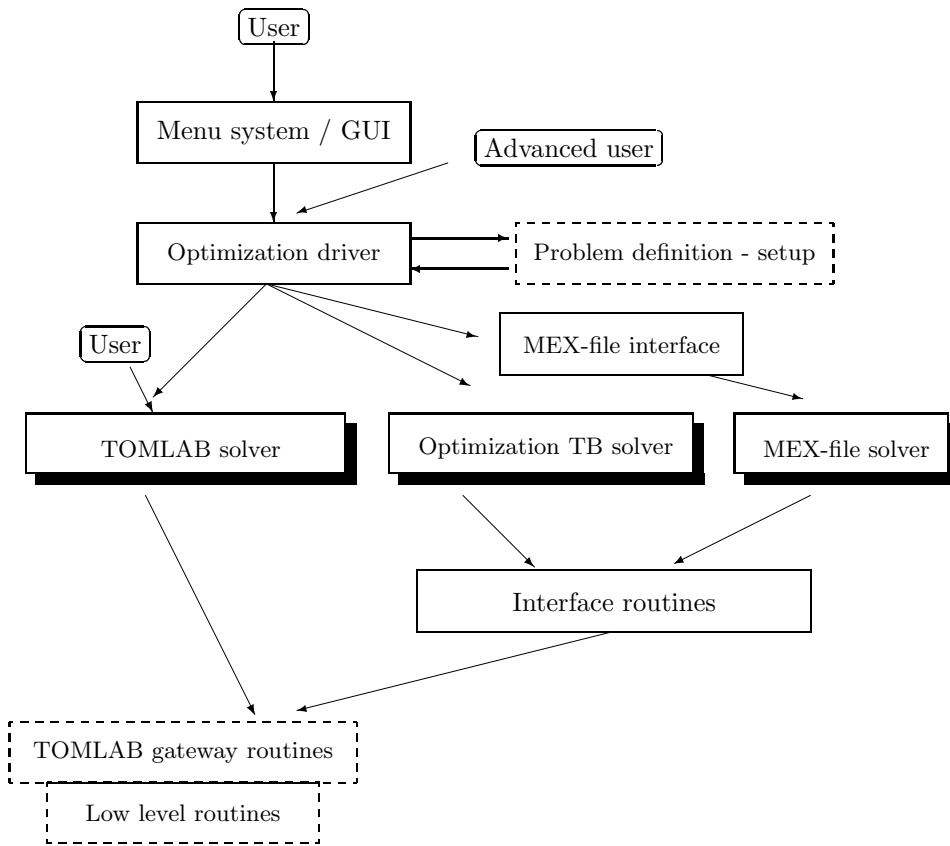 User
Menu system / GUI
Advanced user
Optimization driver
Problem definition - setup
User
MEX-file interface
TOMLAB solver
Optimization TB solver
MEX-file solver
Interface routines
TOMLAB gateway routines
Low level routines